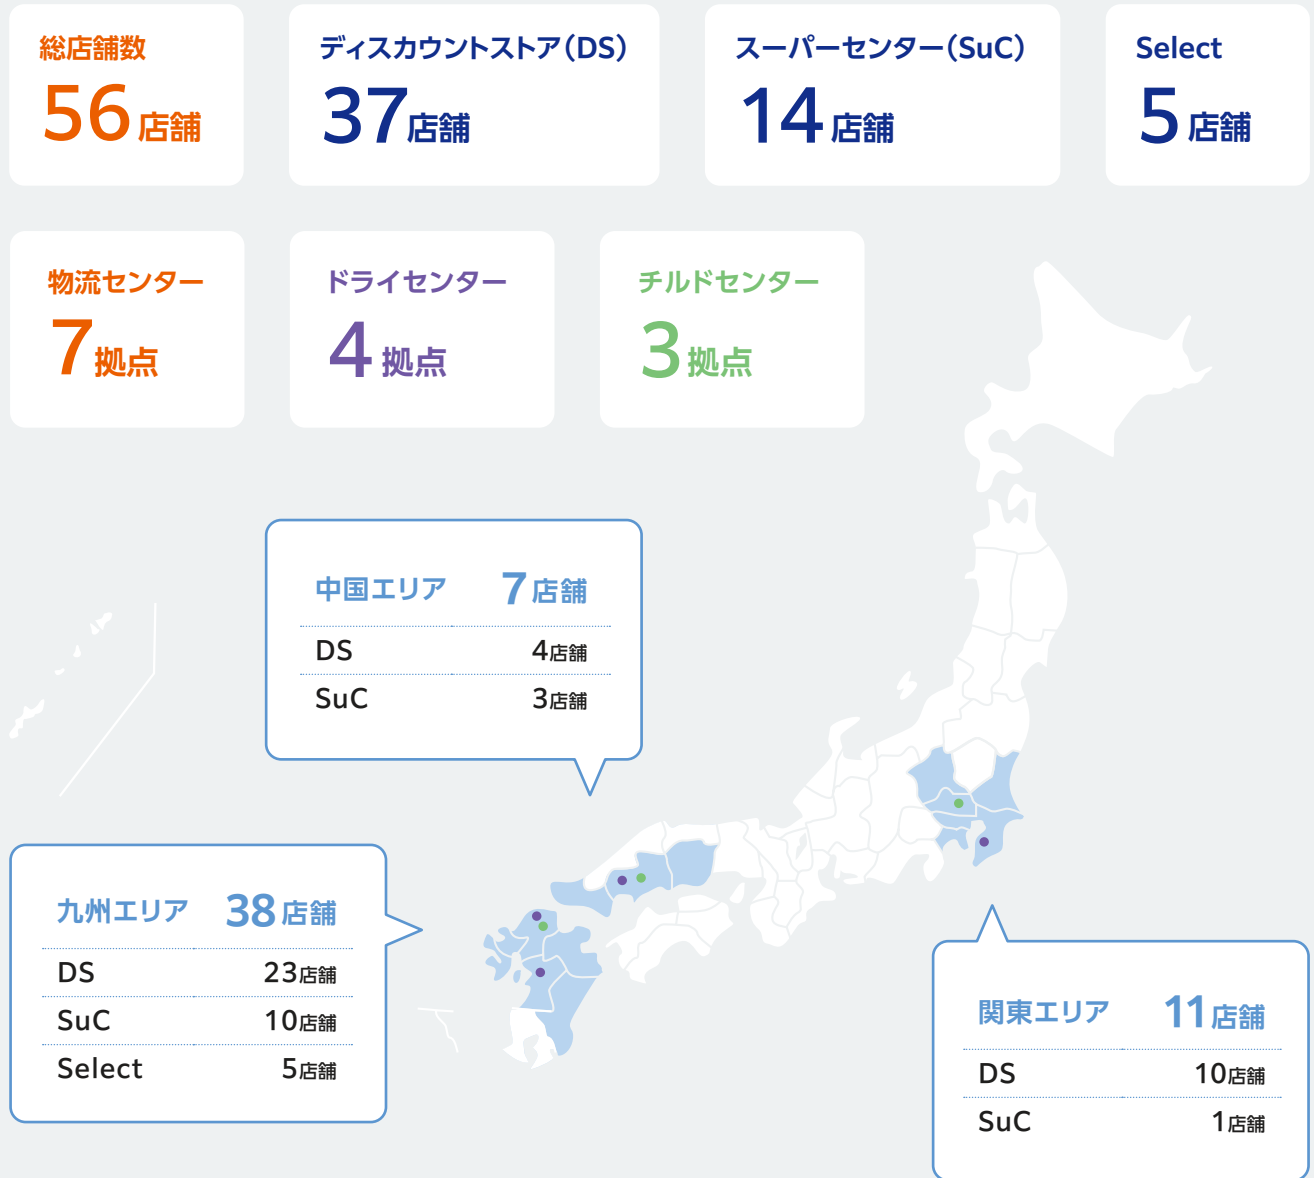 総店舗数
56店舗
ディスカウントストア(DS)
37店舗
スーパーセンター(SuC)
14店舗
Select
5店舗
物流センター
7拠点
ドライセンター
4拠点
チルドセンター
3拠点
中国エリア 7店舗
DS 4店舗
SuC 3店舗
九州エリア 38店舗
DS 23店舗
SuC 10店舗
Select 5店舗
関東エリア 11店舗
DS 10店舗
SuC 1店舗